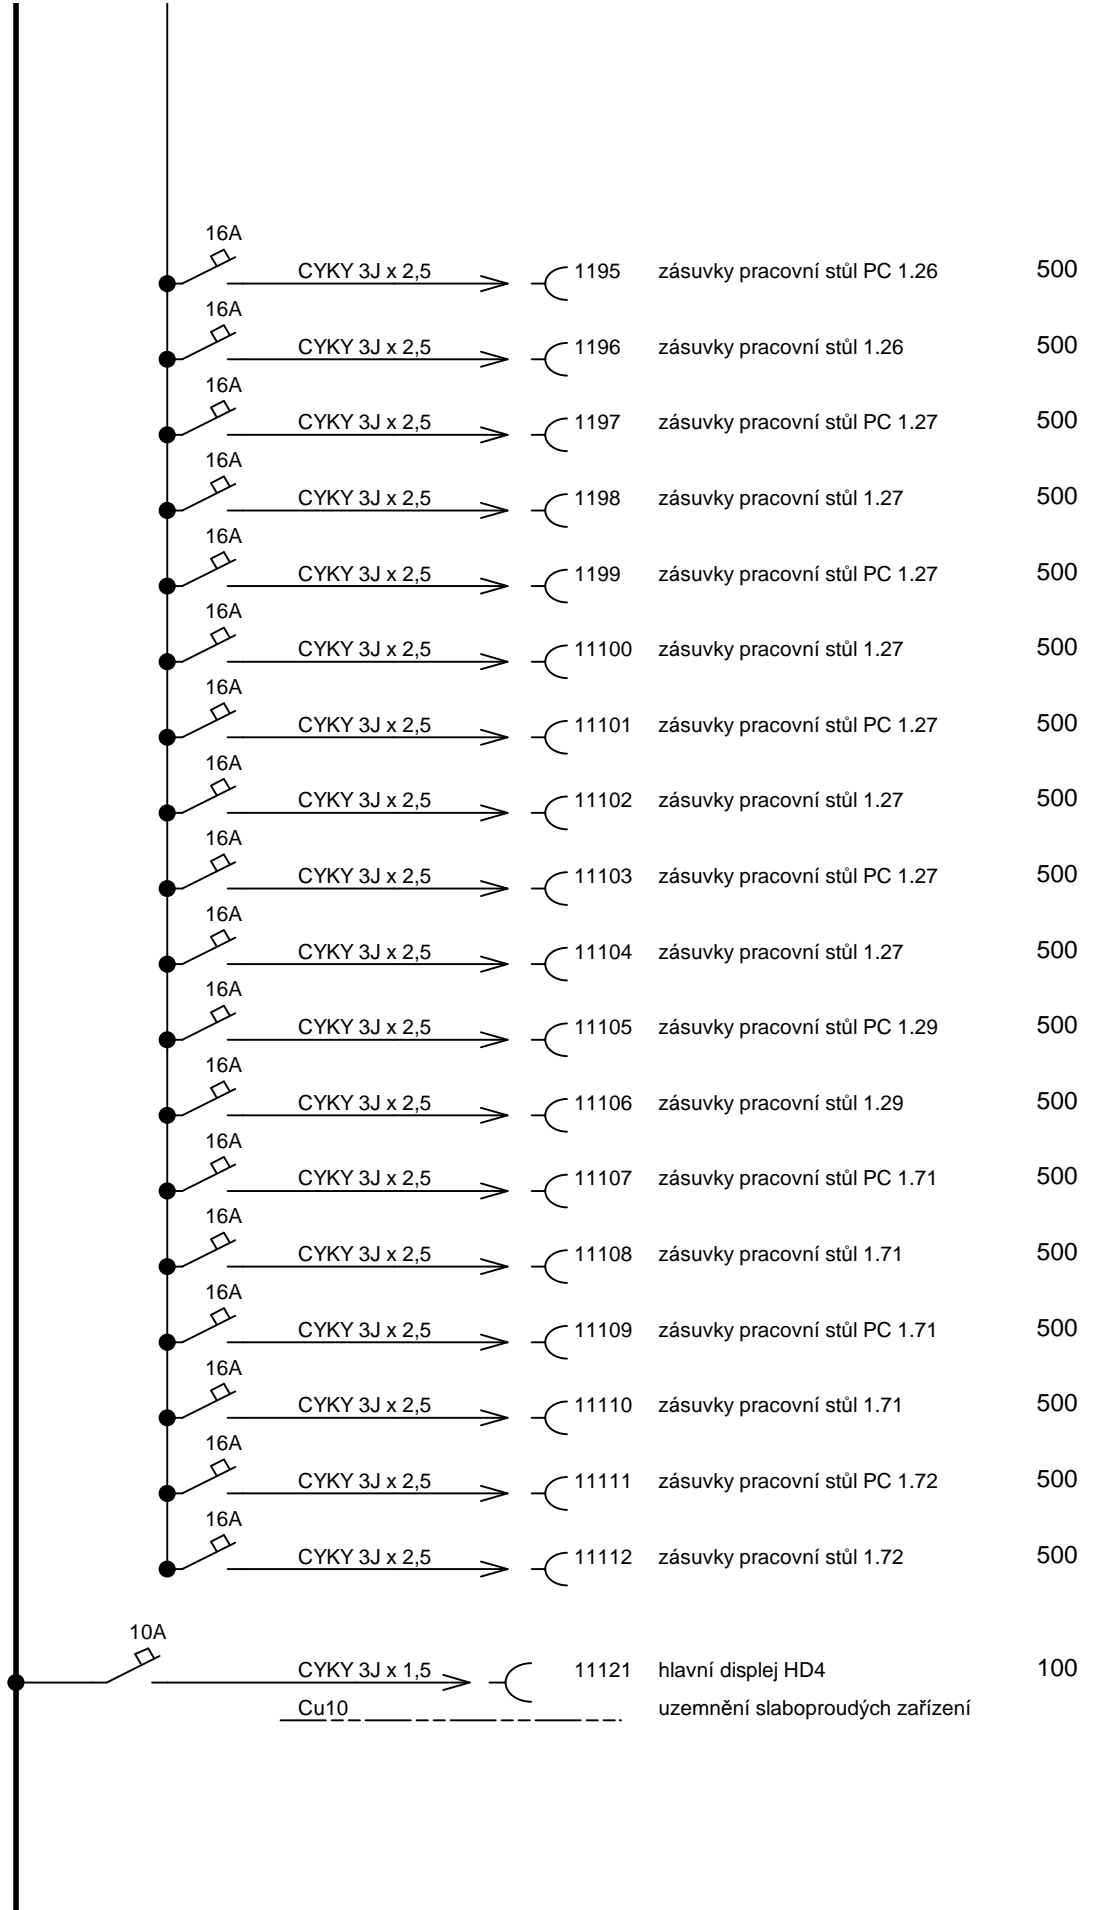 16A
CYKY 3J x 2,5 1195 zásuvky pracovní stůl PC 1.26 500
16A
CYKY 3J x 2,5 1196 zásuvky pracovní stůl 1.26 500
16A
CYKY 3J x 2,5 1197 zásuvky pracovní stůl PC 1.27 500
16A
CYKY 3J x 2,5 1198 zásuvky pracovní stůl 1.27 500
16A
CYKY 3J x 2,5 1199 zásuvky pracovní stůl PC 1.27 500
16A
CYKY 3J x 2,5 11100 zásuvky pracovní stůl 1.27 500
16A
CYKY 3J x 2,5 11101 zásuvky pracovní stůl PC 1.27 500
16A
CYKY 3J x 2,5 11102 zásuvky pracovní stůl 1.27 500
16A
CYKY 3J x 2,5 11103 zásuvky pracovní stůl PC 1.27 500
16A
CYKY 3J x 2,5 11104 zásuvky pracovní stůl 1.27 500
16A
CYKY 3J x 2,5 11105 zásuvky pracovní stůl PC 1.29 500
16A
CYKY 3J x 2,5 11106 zásuvky pracovní stůl 1.29 500
16A
CYKY 3J x 2,5 11107 zásuvky pracovní stůl PC 1.71 500
16A
CYKY 3J x 2,5 11108 zásuvky pracovní stůl 1.71 500
16A
CYKY 3J x 2,5 11109 zásuvky pracovní stůl PC 1.71 500
16A
CYKY 3J x 2,5 11110 zásuvky pracovní stůl 1.71 500
16A
CYKY 3J x 2,5 11111 zásuvky pracovní stůl PC 1.72 500
16A
CYKY 3J x 2,5 11112 zásuvky pracovní stůl 1.72 500
10A
CYKY 3J x 1,5 11121 hlavní displej HD4 100
Cu10 uzemnění slaboproudých zařízení